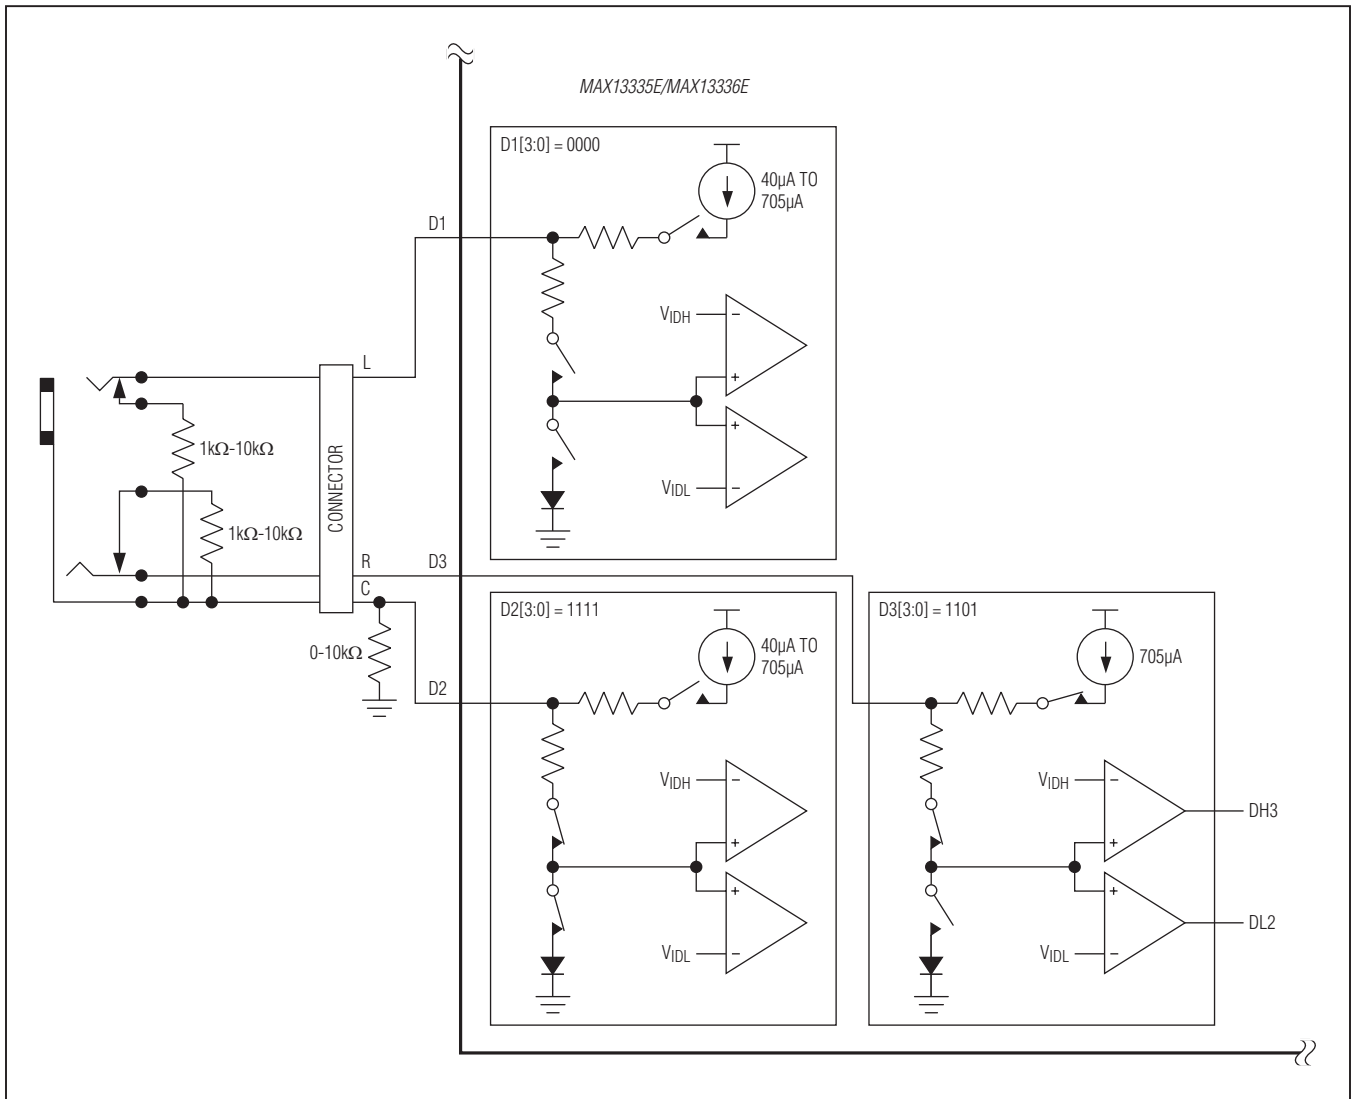 MAX13335E/MAX13336E
D1[3:0] = 0000
40µA TO
705µA
D1
VIDH
−
+
+
VIDL
−
L
1kΩ-10kΩ
1kΩ-10kΩ
CONNECTOR
R
D3
C
0-10kΩ
D2
D2[3:0] = 1111
40µA TO
705µA
VIDH
−
+
+
VIDL
−
D3[3:0] = 1101
705µA
VIDH
−
+
DH3
+
DL2
VIDL
−